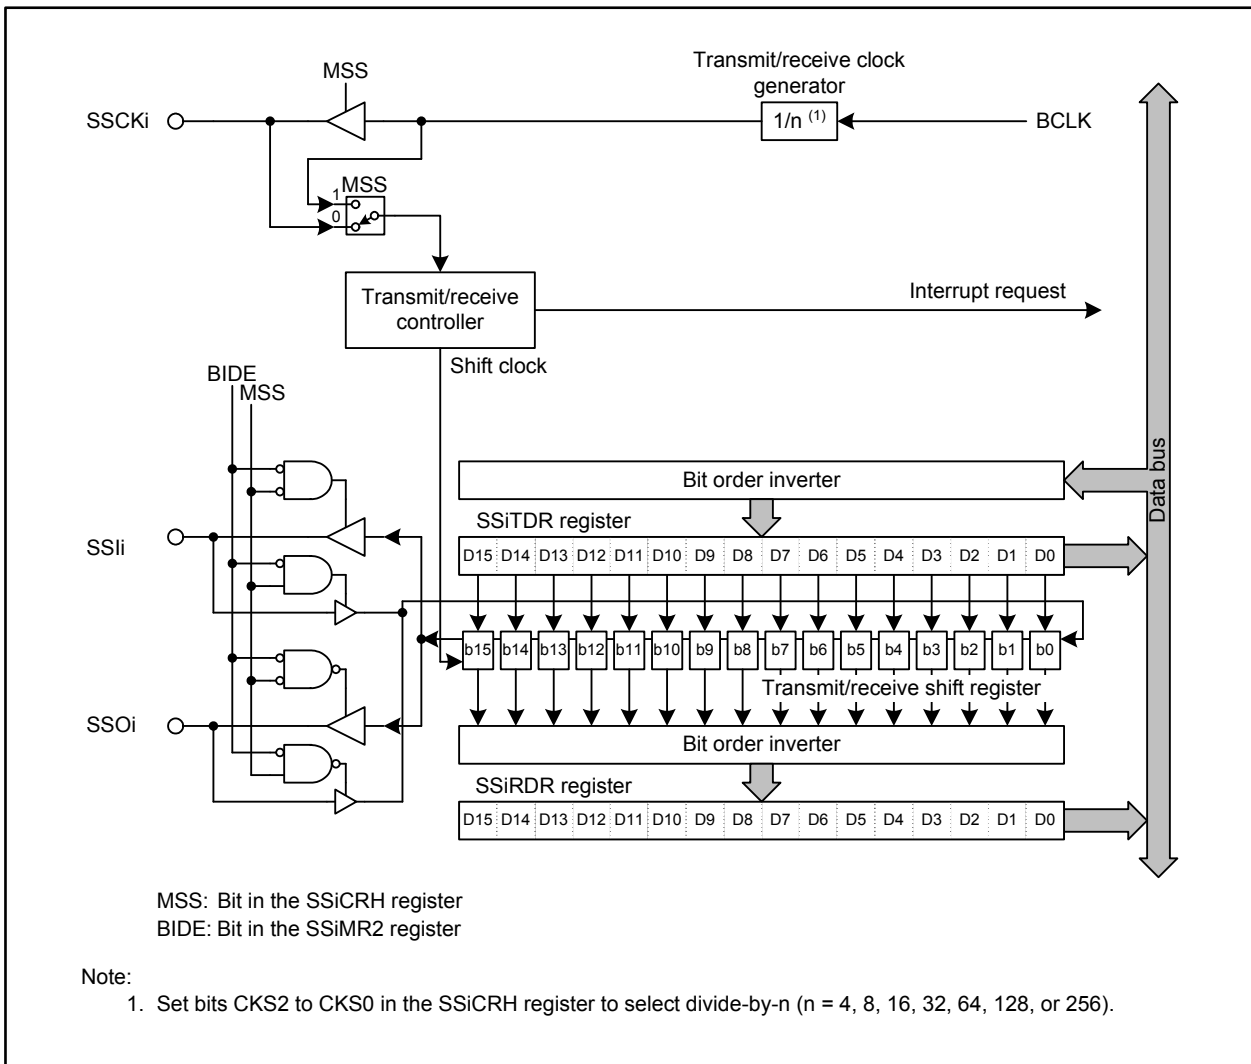 Transmit/receive clock
generator
MSS
SSCKi
1/n (1)
BCLK
MSS
1
0
Transmit/receive
controller
Interrupt request
Shift clock
BIDE
MSS
Data bus
Bit order inverter
SSiTDR register
SSIi
D15 D14 D13 D12 D11 D10 D9 D8 D7 D6 D5 D4 D3 D2 D1 D0
b15 b14 b13 b12 b11 b10 b9 b8 b7 b6 b5 b4 b3 b2 b1 b0
Transmit/receive shift register
SSOi
Bit order inverter
SSiRDR register
D15 D14 D13 D12 D11 D10 D9 D8 D7 D6 D5 D4 D3 D2 D1 D0
MSS: Bit in the SSiCRH register
BIDE: Bit in the SSiMR2 register
Note:
1. Set bits CKS2 to CKS0 in the SSiCRH register to select divide-by-n (n = 4, 8, 16, 32, 64, 128, or 256).